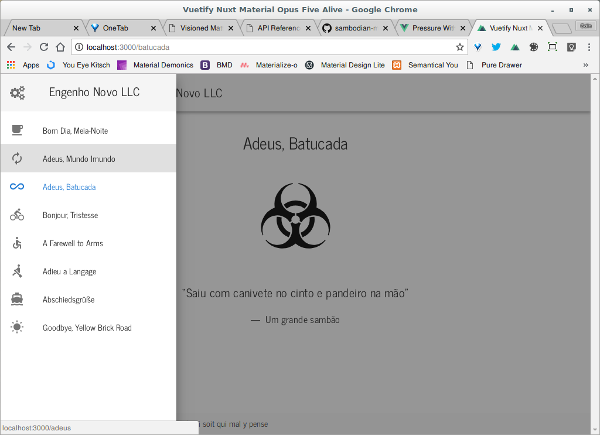 Vuetify Nuxt Material Opus Five Alive - Google Chrome
New Tab
OneTab
Visioned Mat
API Referenc
sambodian-n
Pressure Wit
Vuetify Nuxt M
localhost:3000/batucada
Apps
You Eye Kitsch
Material Demonics
BMD
Materialize-o
Material Design Lite
Semantical You
Pure Drawer
»
Engenho Novo LLC
Novo LLC
Bom Dia, Meia-Noite
Adeus, Mundo Imundo
Adeus, Batucada
Bonjour, Tristesse
A Farewell to Arms
Adieu a Langage
Abschiedsgrüße
Goodbye, Yellow Brick Road
Adeus, Batucada
"Saiu com canivete no cinto e pandeiro na mão"
— Um grande sambão
soit qui mal y pense
localhost:3000/adeus